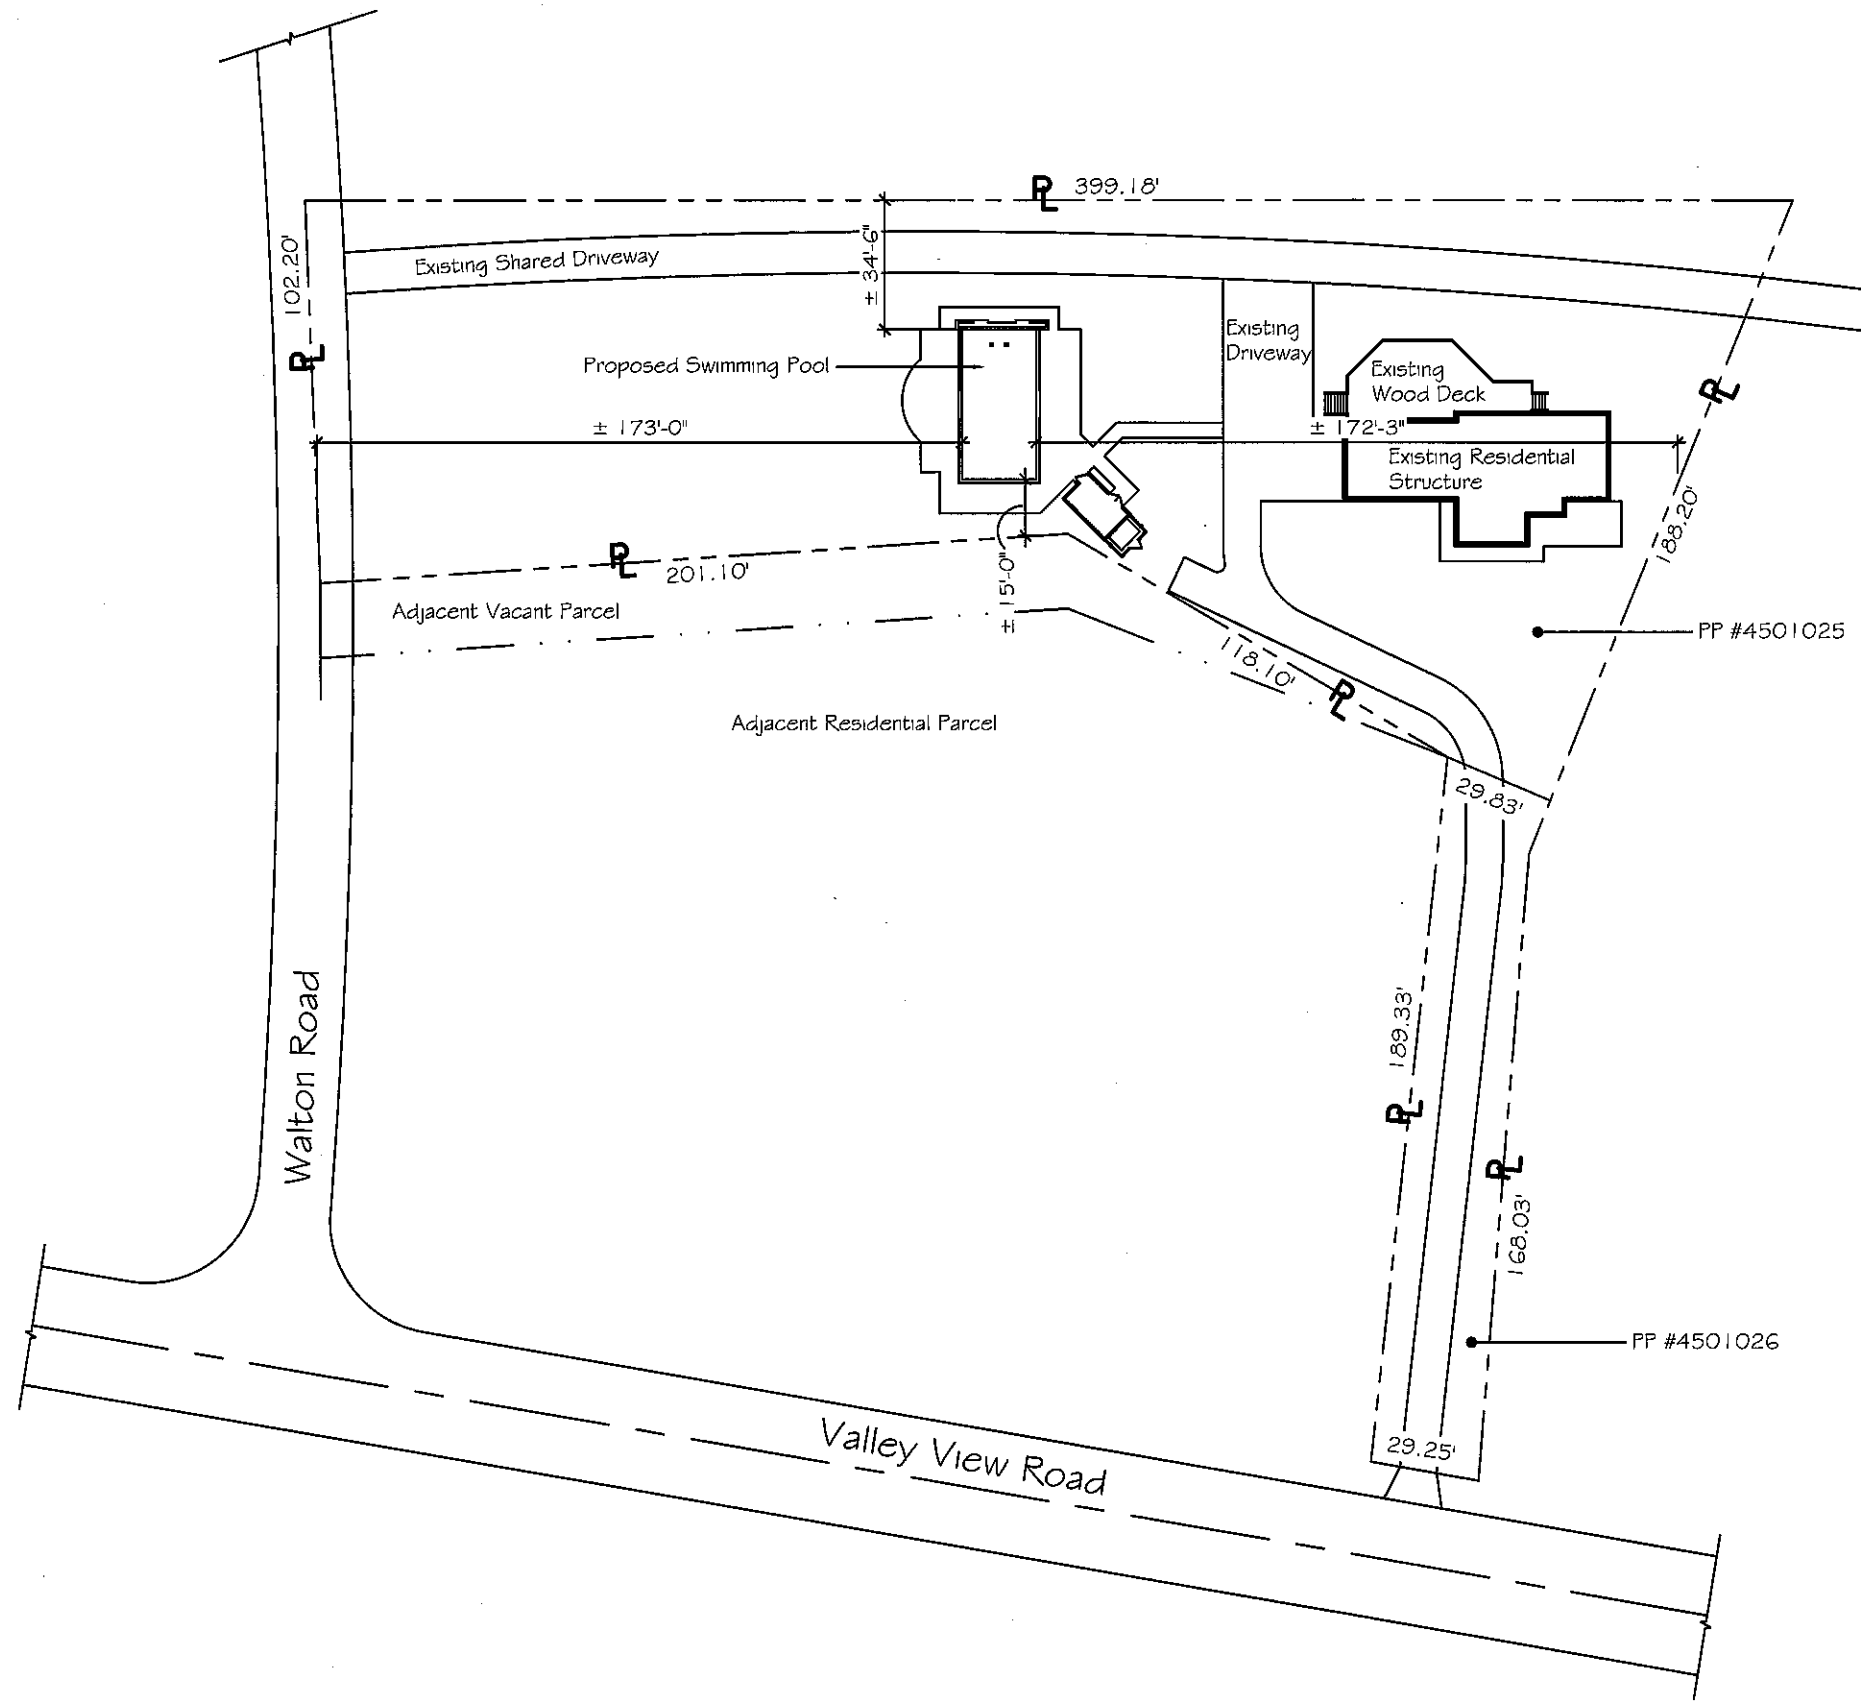 PL 399.18'
102.20'
± 34'-6"
Existing Shared Driveway
PL
Existing
Driveway
Proposed Swimming Pool
Existing
Wood Deck
PL
± 173'-0"
± 172'-3"
Existing Residential
Structure
188.20'
PL
201.10'
± 15'-0"
Adjacent Vacant Parcel
PP #4501025
118.10'
PL
Adjacent Residential Parcel
29.83'
189.33'
PL
Walton Road
PL
168.03'
PP #4501026
29.25'
Valley View Road